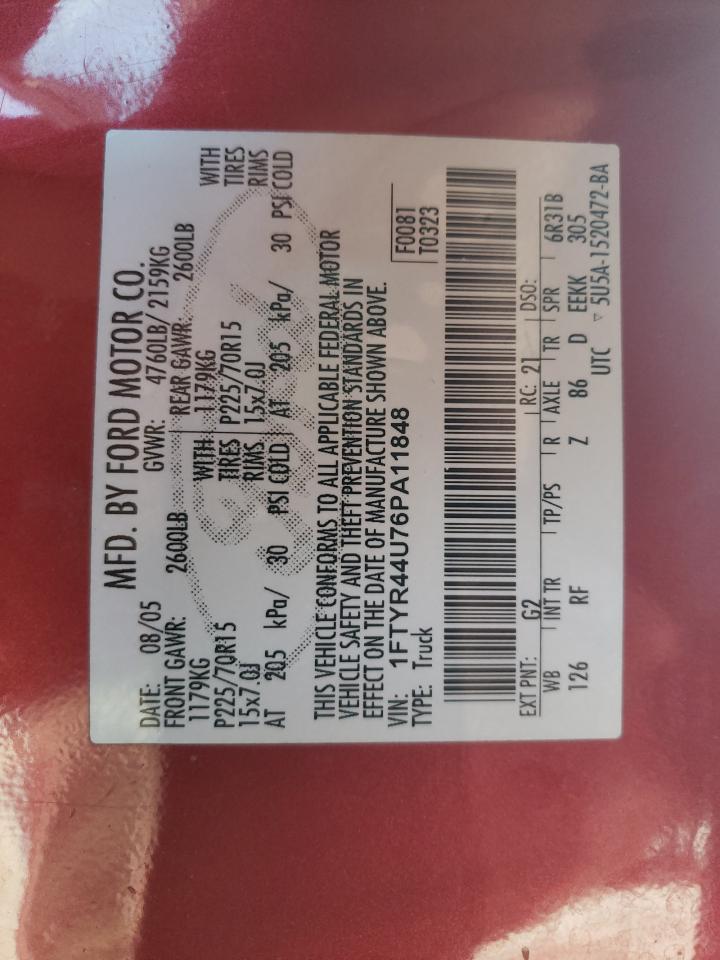 MFD. BY FORD MOTOR CO.
DATE: 08/05 GVWR: 4760LB/ 2159KG
FRONT GAWR: 2600LB REAR GAWR: 2600LB
1179KG WITH 1179KG WITH
P225/70R15 TIRES P225/70R15 TIRES
15x7.0J RIMS 15x7.0J RIMS
AT 205 kPa/ 30 PSI COLD AT 205 kPa/ 30 PSI COLD
THIS VEHICLE CONFORMS TO ALL APPLICABLE FEDERAL MOTOR
VEHICLE SAFETY AND THEFT PREVENTION STANDARDS IN
EFFECT ON THE DATE OF MANUFACTURE SHOWN ABOVE.
VIN: 1FTYR44U76PA11848 F0081
TYPE: Truck T0323
EXT PNT: G2 RC: 21 DSO:
WB INT TR TP/PS R AXLE TR SPR 6R31B
126 RF Z 86 D EEKK 305
UTC ▽ 5U5A-1520472-BA